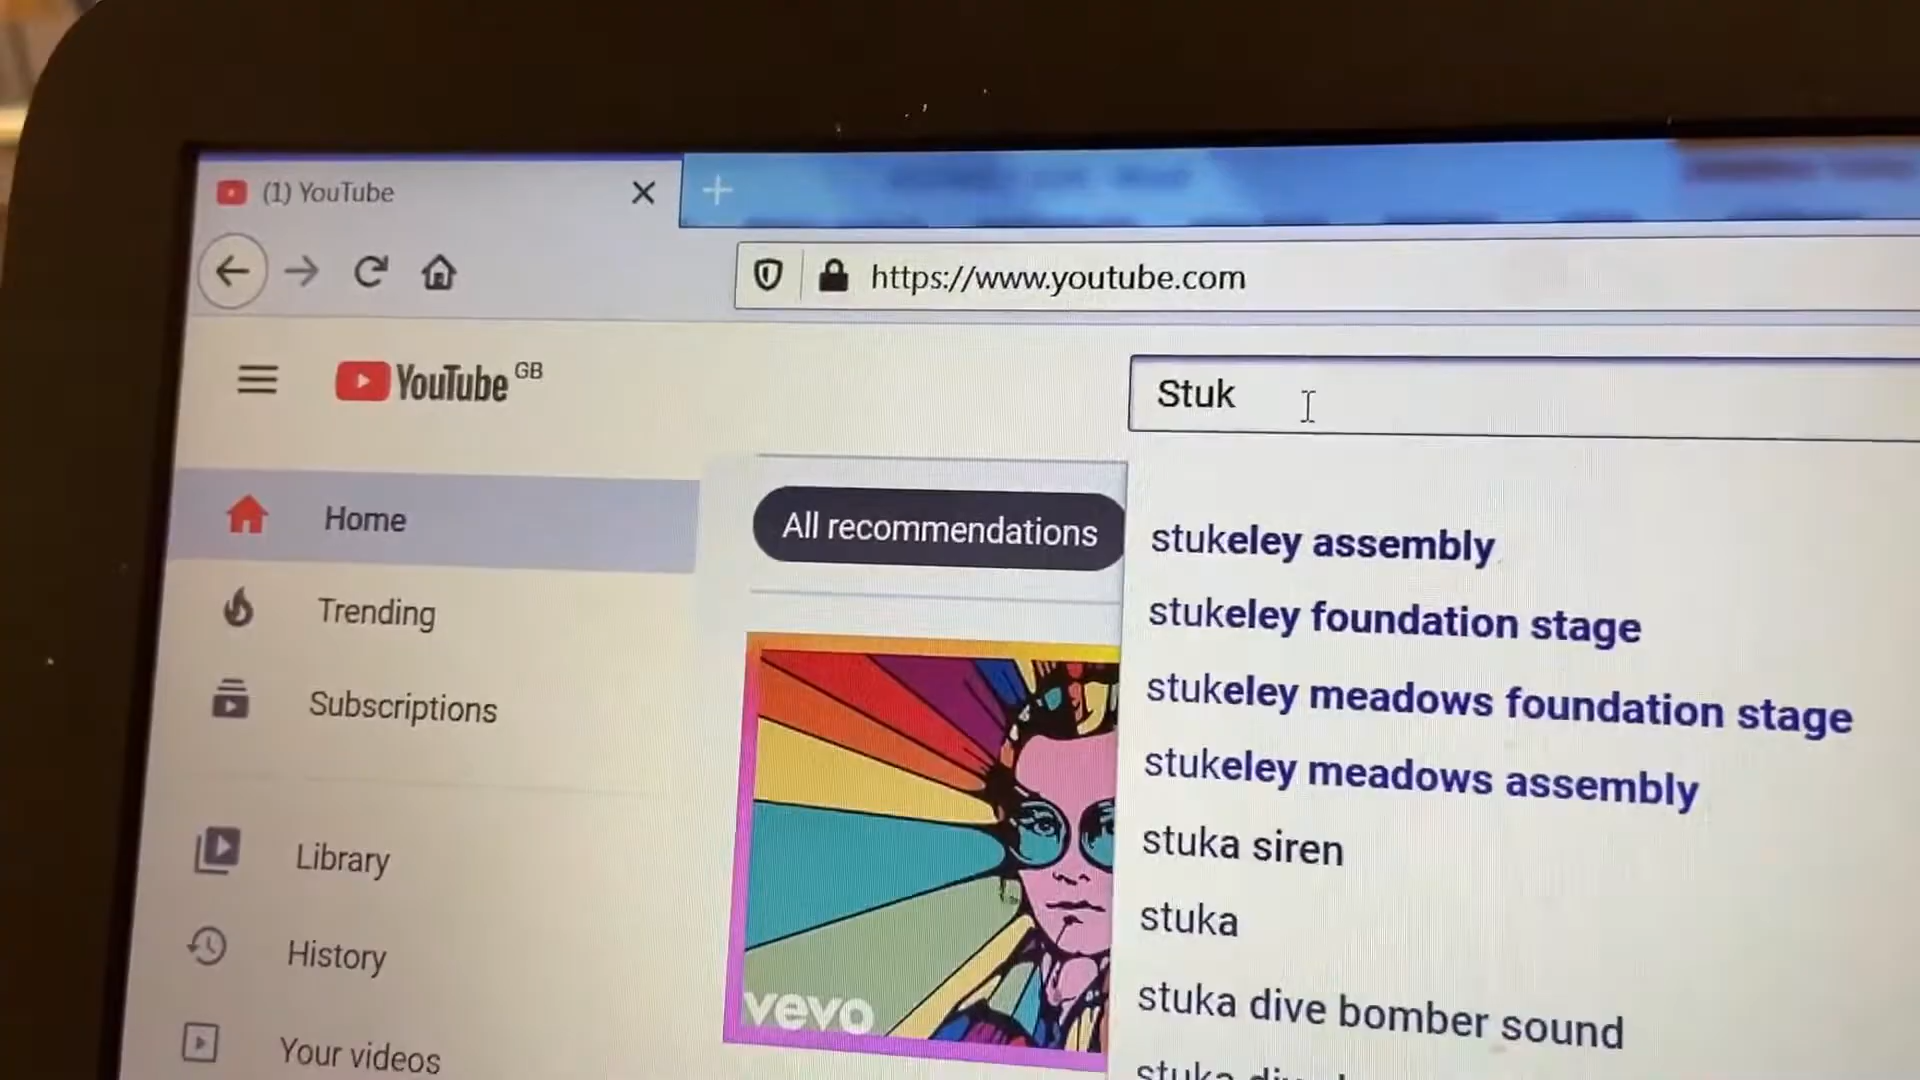 (1) YouTube
https://www.youtube.com
YouTube GB
Stuk
Home
All recommendations
stukeley assembly
stukeley foundation stage
Trending
stukeley meadows foundation stage
Subscriptions
stukeley meadows assembly
stuka siren
Library
stuka
History
stuka dive bomber sound
vevo
Your videos
stuka